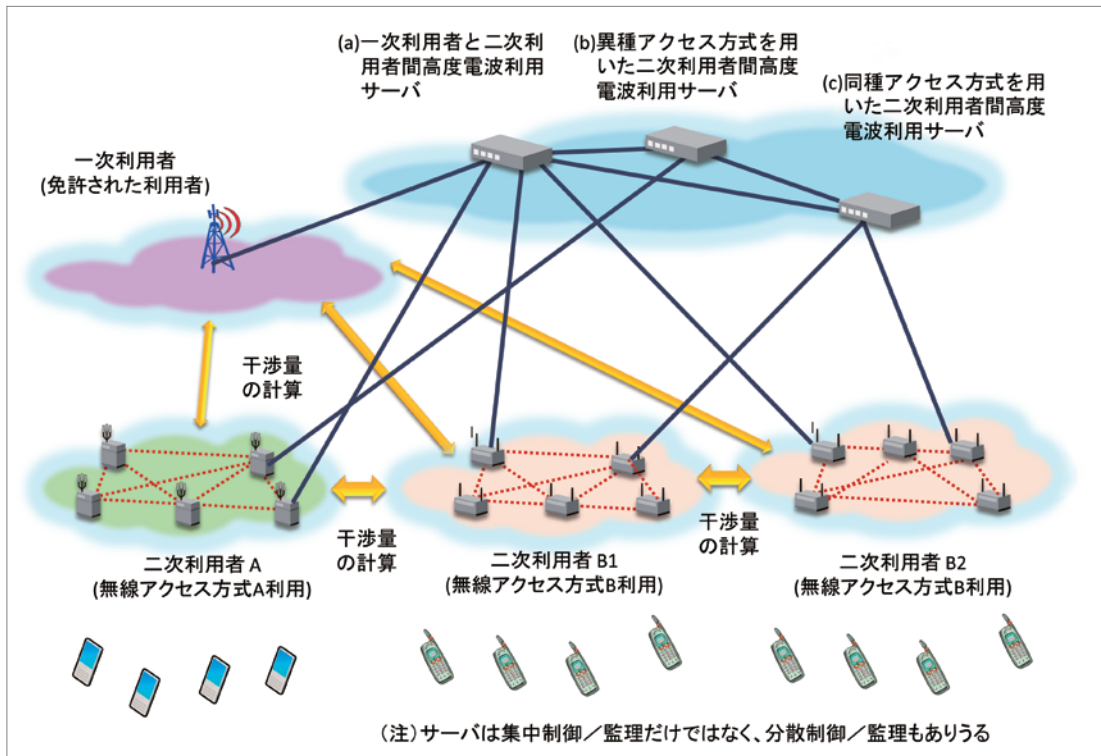 (a)一次利用者と二次利
用者間高度電波利用
サーバ
(b)異種アクセス方式を用
いた二次利用者間高度
電波利用サーバ
(c)同種アクセス方式を用
いた二次利用者間高度
電波利用サーバ
一次利用者
(免許された利用者)
干渉量
の計算
干渉量
の計算
干渉量
の計算
二次利用者 A
(無線アクセス方式A利用)
二次利用者 B1
(無線アクセス方式B利用)
二次利用者 B2
(無線アクセス方式B利用)
(注)サーバは集中制御/監理だけではなく、分散制御/監理もありうる